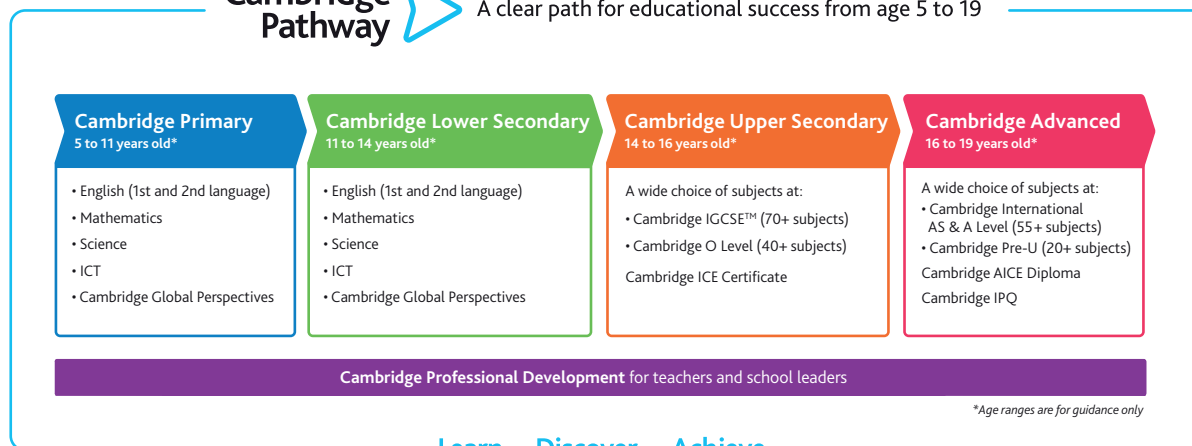 Cambridge
Pathway
A clear path for educational success from age 5 to 19
Cambridge Primary
5 to 11 years old*
• English (1st and 2nd language)
• Mathematics
• Science
• ICT
• Cambridge Global Perspectives
Cambridge Lower Secondary
11 to 14 years old*
• English (1st and 2nd language)
• Mathematics
• Science
• ICT
• Cambridge Global Perspectives
Cambridge Upper Secondary
14 to 16 years old*
A wide choice of subjects at:
• Cambridge IGCSE™ (70+ subjects)
• Cambridge O Level (40+ subjects)
Cambridge ICE Certificate
Cambridge Advanced
16 to 19 years old*
A wide choice of subjects at:
• Cambridge International
AS & A Level (55+ subjects)
• Cambridge Pre-U (20+ subjects)
Cambridge AICE Diploma
Cambridge IPQ
Cambridge Professional Development for teachers and school leaders
*Age ranges are for guidance only
Learn Discover Achieve